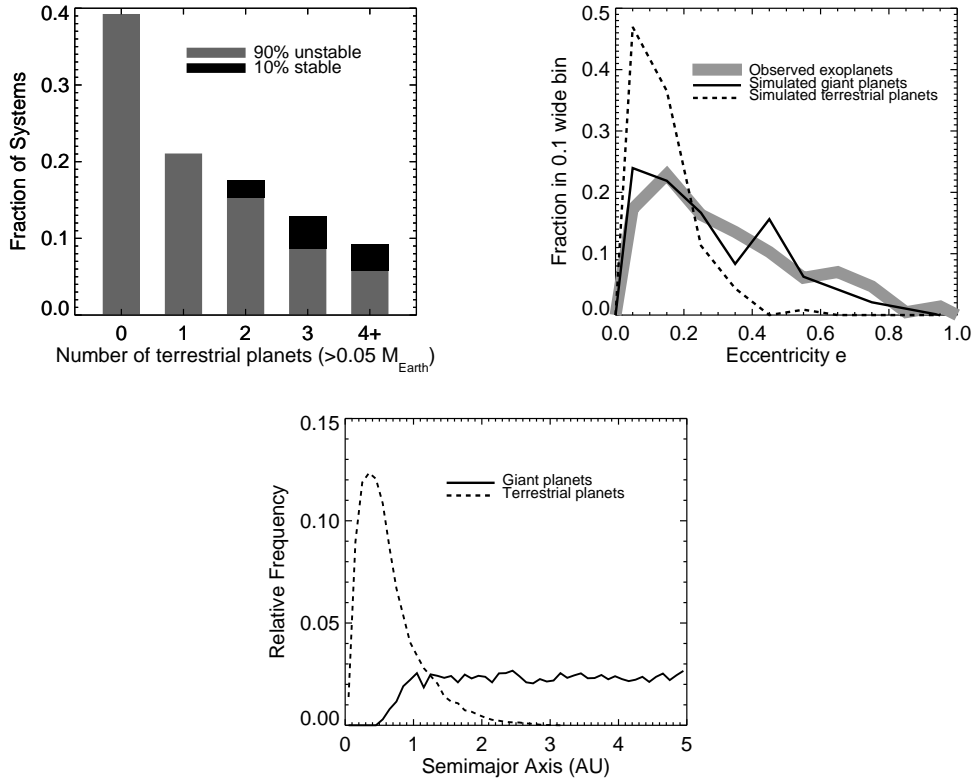 0.4
0.3
0.2
0.1
0.0
Fraction of Systems
90% unstable
10% stable
0 1 2 3 4+
Number of terrestrial planets (>0.05 M_Earth)
0.5
0.4
0.3
0.2
0.1
0.0
Fraction in 0.1 wide bin
Observed exoplanets
Simulated giant planets
Simulated terrestrial planets
0.0 0.2 0.4 0.6 0.8 1.0
Eccentricity e
0.15
0.10
0.05
0.00
Relative Frequency
Giant planets
Terrestrial planets
0 1 2 3 4 5
Semimajor Axis (AU)